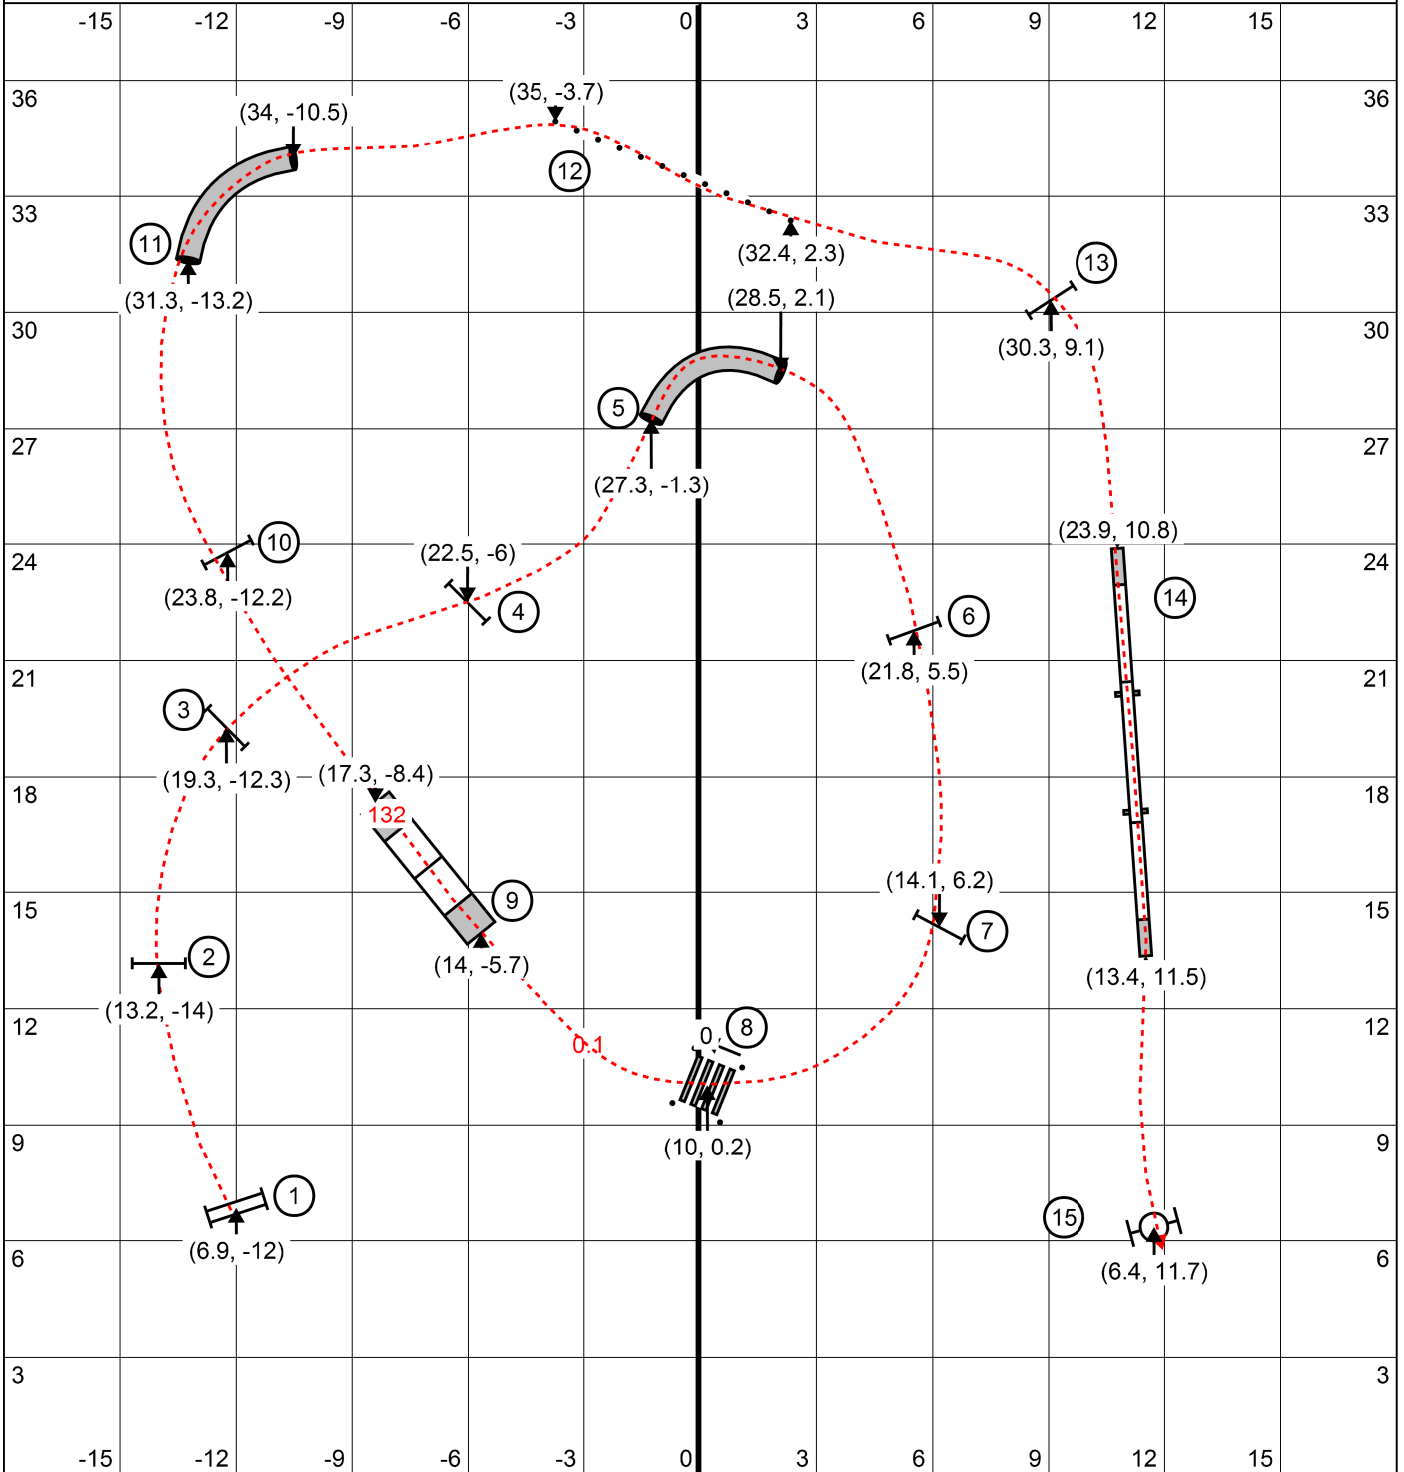 -15 -12 -9 -6 -3 0 3 6 9 12 15
36 (35, -3.7) 36
(34, -10.5)
12
33 33
11 (32.4, 2.3) 13
(31.3, -13.2) (28.5, 2.1)
30 30
(30.3, 9.1)
5
27 27
(27.3, -1.3)
10 (23.9, 10.8)
24 (22.5, -6) 24
(23.8, -12.2) 4 6 14
21 (21.8, 5.5) 21
3
(19.3, -12.3) (17.3, -8.4)
18 18
132
(14.1, 6.2)
15 9 15
2 7
(14, -5.7) (13.4, 11.5)
(13.2, -14)
12 0 8 12
0.1
9 9
(10, 0.2)
1 15
6 (6.9, -12) 6
(6.4, 11.7)
3 3
-15 -12 -9 -6 -3 0 3 6 9 12 15